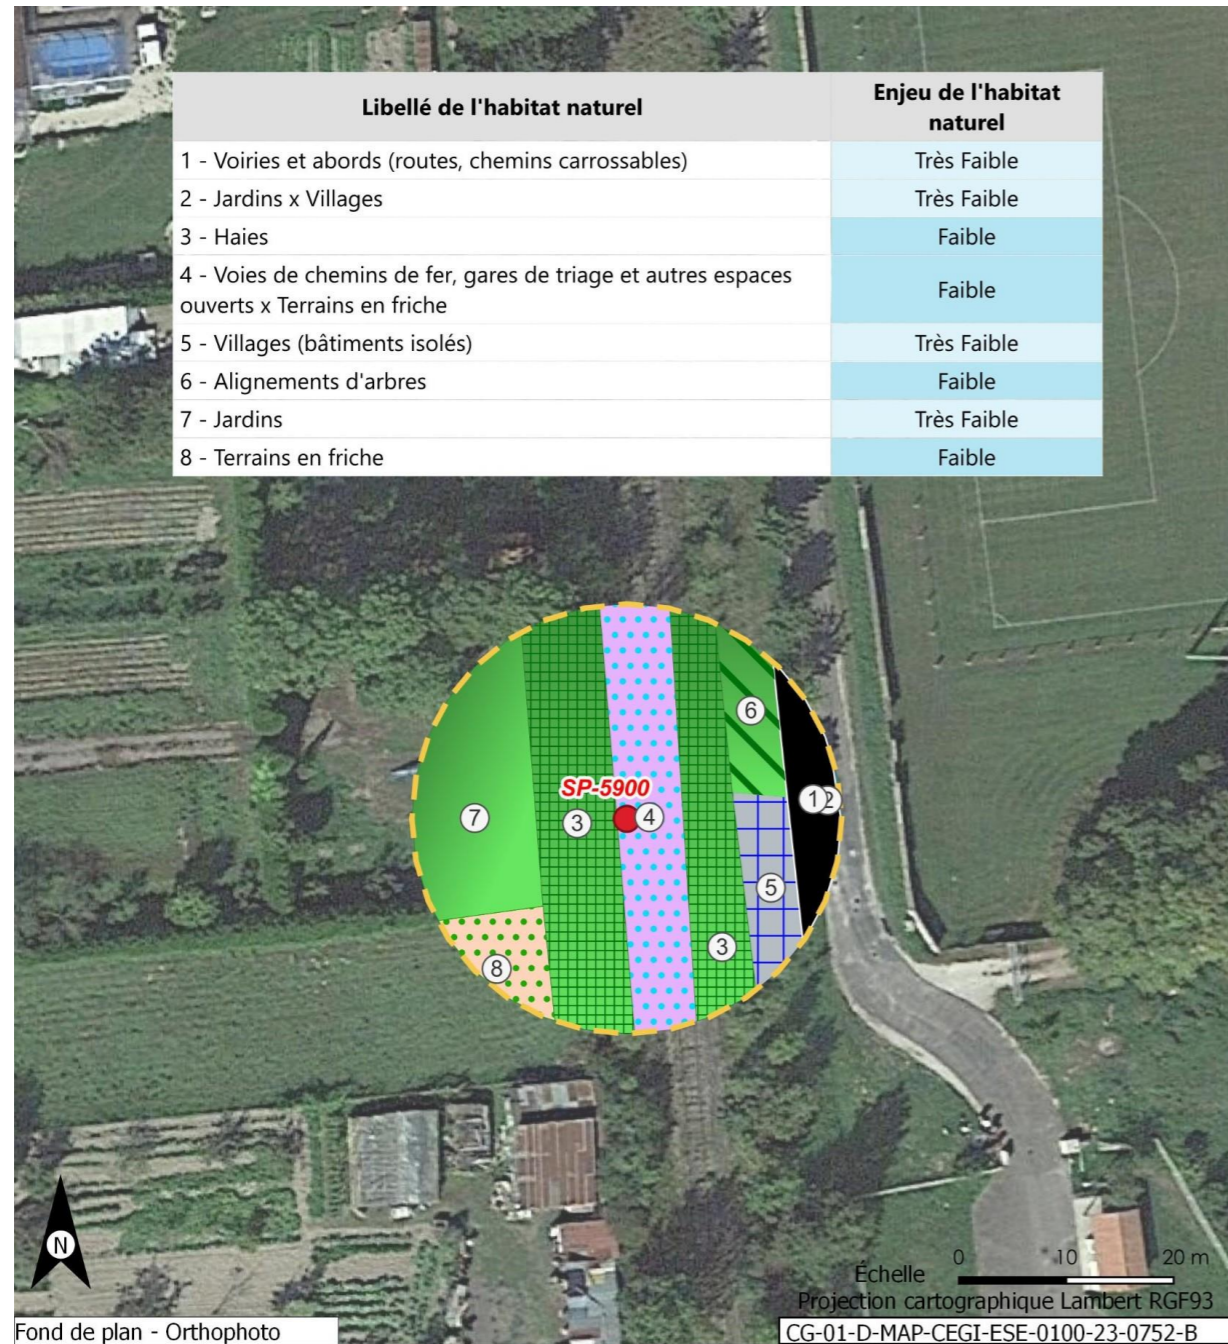 Libellé de l'habitat naturel
Enjeu de l'habitat
naturel
1 - Voiries et abords (routes, chemins carrossables)
Très Faible
2 - Jardins x Villages
Très Faible
3 - Haies
Faible
4 - Voies de chemins de fer, gares de triage et autres espaces
ouverts x Terrains en friche
Faible
5 - Villages (bâtiments isolés)
Très Faible
6 - Alignements d'arbres
Faible
7 - Jardins
Très Faible
8 - Terrains en friche
Faible
6
SP-5900
1
2
7
3
4
5
3
8
N
0 10 20 m
Échelle
Projection cartographique Lambert RGF93
Fond de plan - Orthophoto
CG-01-D-MAP-CEGI-ESE-0100-23-0752-B